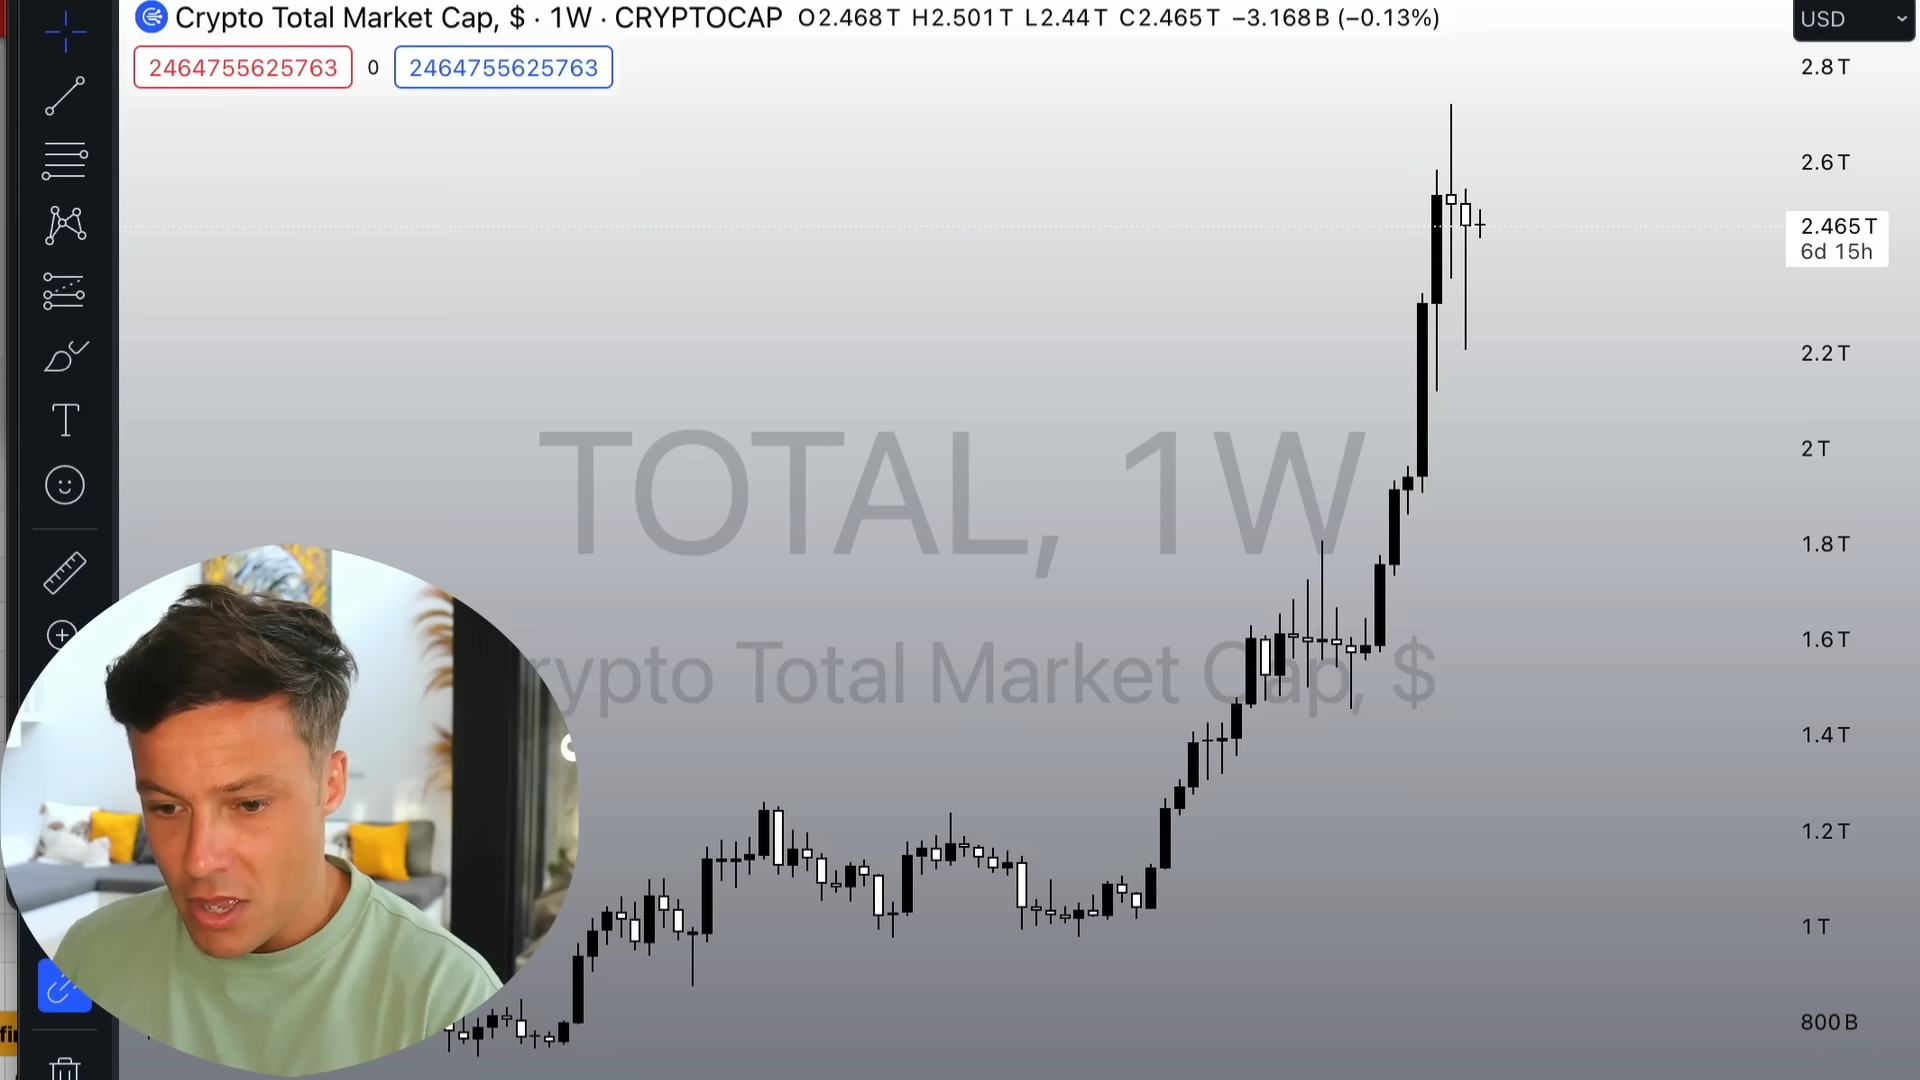 Crypto Total Market Cap, $ · 1W · CRYPTOCAP O2.468T H2.501T L2.44T C2.465T −3.168B (−0.13%)
USD
2464755625763 0 2464755625763
2.8T
2.6T
2.465T
6d 15h
2.2T
2T
1.8T
1.6T
1.4T
1.2T
1T
800B
TOTAL, 1W
rypto Total Market Cap, $
fi